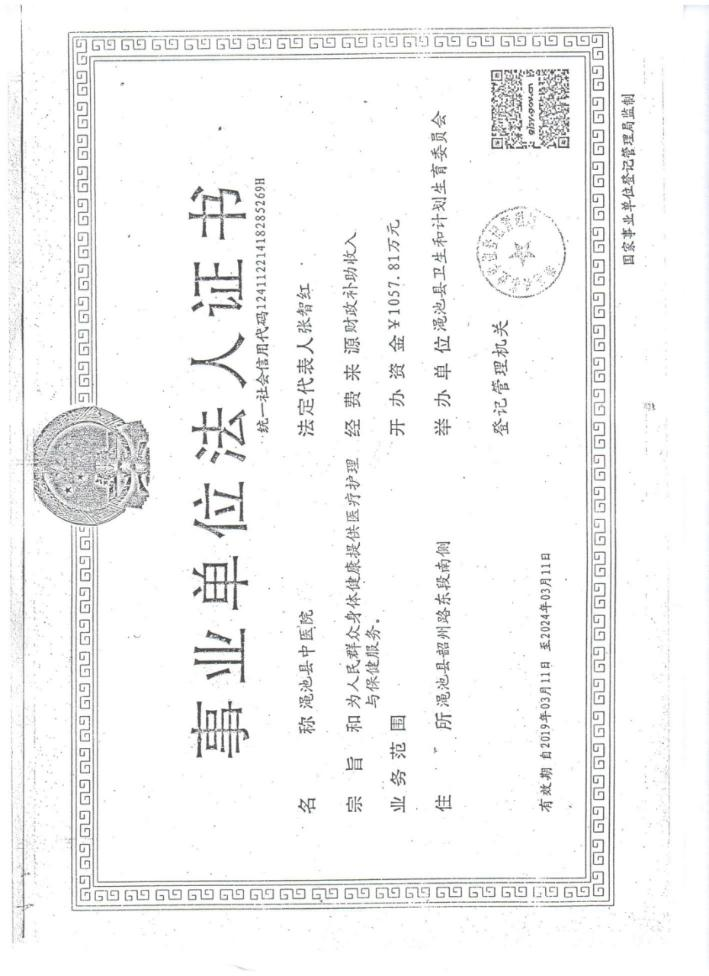 事业单位法人证书
统一社会信用代码12411221418285269H
名称 渑池县中医院
宗旨和 为人民群众身体健康提供医疗护理
与保健服务。
业务范围
住所 渑池县韶州路东段南侧
法定代表人 张智红
经费来源 财政补助收入
开办资金 ¥1057.81万元
举办单位 渑池县卫生和计划生育委员会
登记管理机关
gjsy.gov.cn
有效期 自2019年03月11日 至2024年03月11日
国家事业单位登记管理局监制